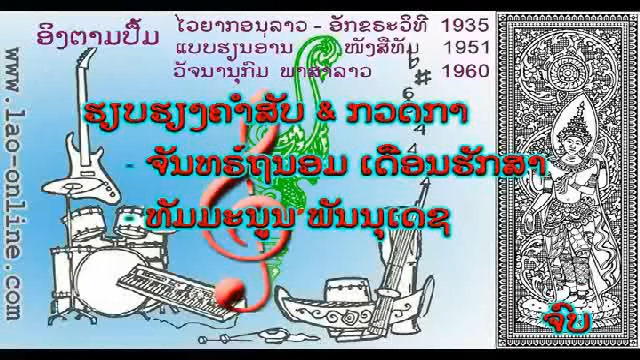 ອີງຕາມປຶ້ມ
ໄວຍາກອນລາວ - ອັກຂຣະວິທີ 1935
ແບບຮຽນອ່ານ ໜັງສືທັມ 1951
ວັຈນານຸກົມ ພາສາລາວ 1960
ຮຽບຮຽງຄຳສັບ & ກວດກາ
- ຈັນທຣ໌ຖນອມ ເດືອນຮັກສາ
- ທັມມະນູນ ພັນນຸເດຊ
ຈົບ
www.lao-online.com